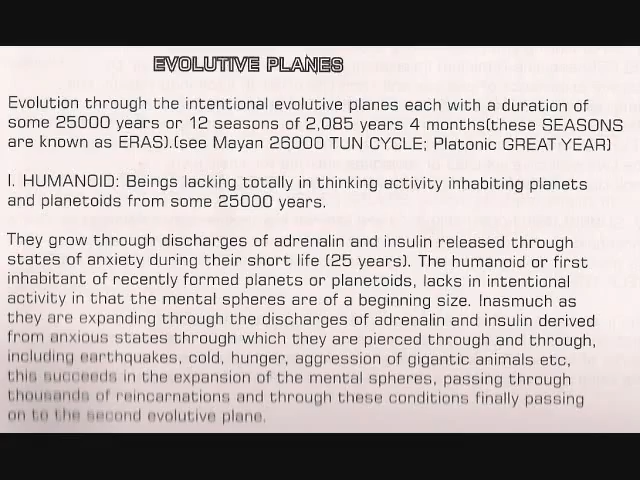 EVOLUTIVE PLANES
Evolution through the intentional evolutive planes each with a duration of
some 25000 years or 12 seasons of 2,085 years 4 months(these SEASONS
are known as ERAS).(see Mayan 26000 TUN CYCLE; Platonic GREAT YEAR)
I. HUMANOID: Beings lacking totally in thinking activity inhabiting planets
and planetoids from some 25000 years.
They grow through discharges of adrenalin and insulin released through
states of anxiety during their short life (25 years). The humanoid or first
inhabitant of recently formed planets or planetoids, lacks in intentional
activity in that the mental spheres are of a beginning size. Inasmuch as
they are expanding through the discharges of adrenalin and insulin derived
from anxious states through which they are pierced through and through,
including earthquakes, cold, hunger, aggression of gigantic animals etc,
this succeeds in the expansion of the mental spheres, passing through
thousands of reincarnations and through these conditions finally passing
on to the second evolutive plane.